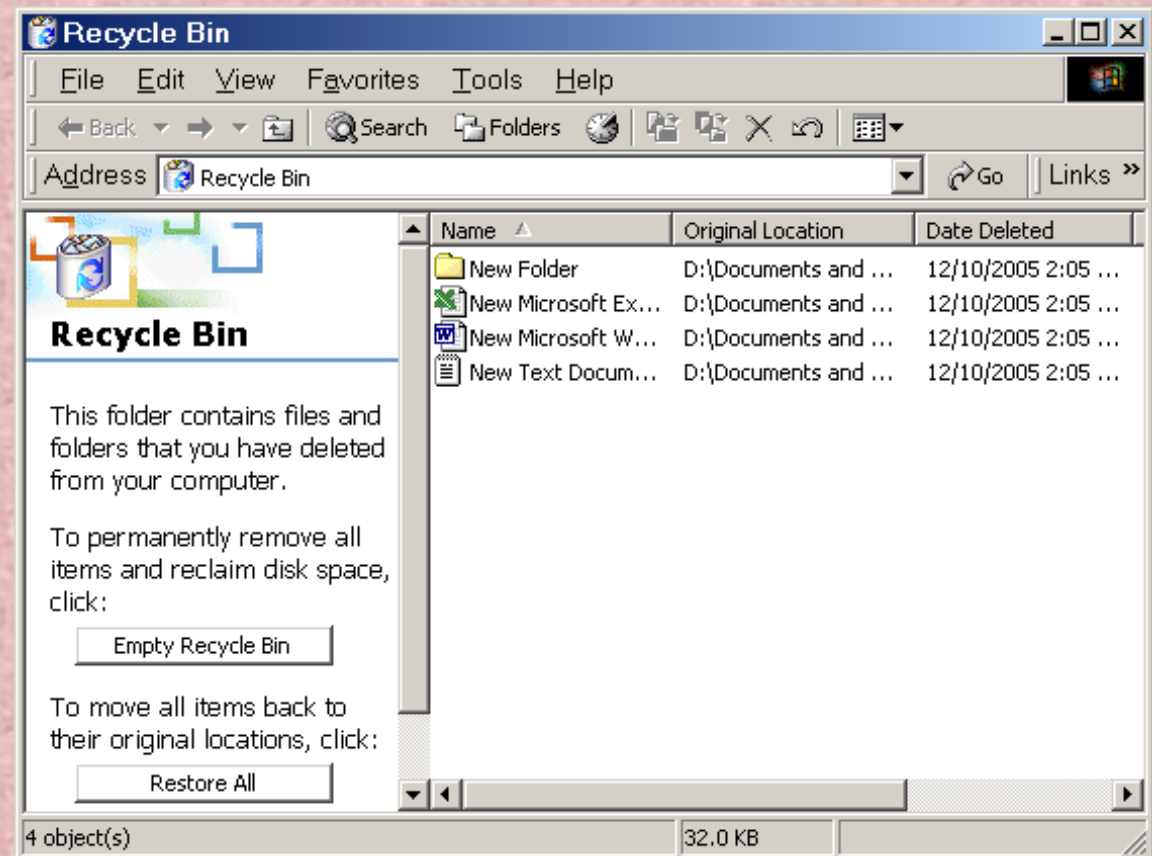 Recycle Bin
File Edit View Favorites Tools Help
Back Search Folders
Address Recycle Bin Go Links »
Recycle Bin
This folder contains files and
folders that you have deleted
from your computer.
To permanently remove all
items and reclaim disk space,
click:
Empty Recycle Bin
To move all items back to
their original locations, click:
Restore All
Name Original Location Date Deleted
New Folder D:\Documents and ... 12/10/2005 2:05 ...
New Microsoft Ex... D:\Documents and ... 12/10/2005 2:05 ...
New Microsoft W... D:\Documents and ... 12/10/2005 2:05 ...
New Text Docum... D:\Documents and ... 12/10/2005 2:05 ...
4 object(s) 32.0 KB